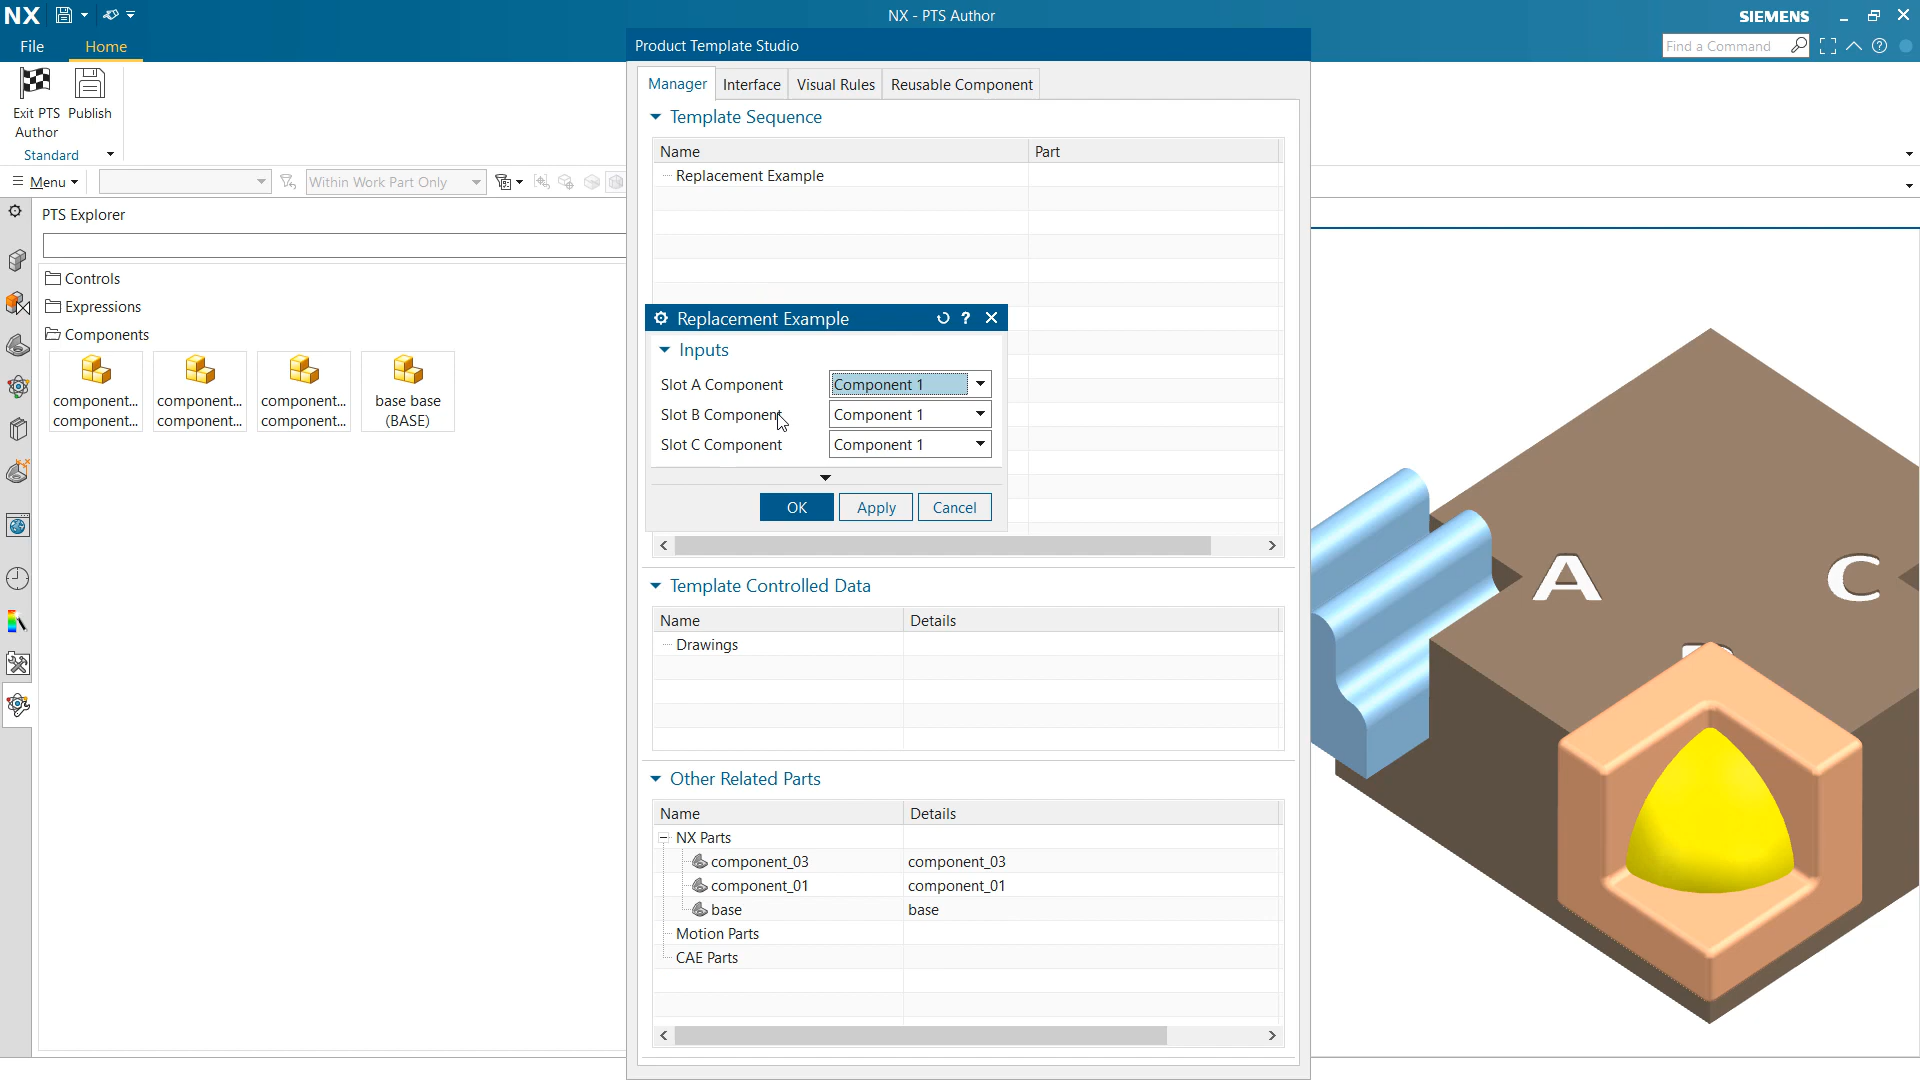 NX
NX - PTS Author
SIEMENS
File
Home
Find a Command
Exit PTS
Author
Publish
Standard
Menu
Within Work Part Only
PTS Explorer
Controls
Expressions
Components
component...
component...
component...
component...
component...
component...
base base
(BASE)
Product Template Studio
Manager
Interface
Visual Rules
Reusable Component
Template Sequence
Name
Part
Replacement Example
Replacement Example
Inputs
Slot A Component
Component 1
Slot B Component
Component 1
Slot C Component
Component 1
OK
Apply
Cancel
Template Controlled Data
Name
Details
Drawings
Other Related Parts
Name
Details
NX Parts
component_03
component_03
component_01
component_01
base
base
Motion Parts
CAE Parts
A
C